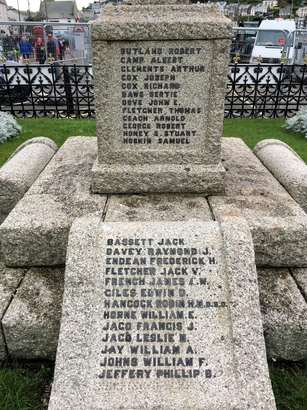 RUTLAND ROBERT
CAMP ALBERT
CLEMENTS ARTHUR
COX JOSEPH
COX RICHARD
DAWS BERTIE
DOVE JOHN E.
FLETCHER THOMAS
GEACH ARNOLD
GEORGE ROBERT
HONEY S. STUART
HOSKIN SAMUEL
BASSETT JACK
DAVEY RAYMOND J.
ENDEAN FREDERICK H.
FLETCHER JACK V.
FRENCH JAMES A.W.
GILES EDWIN D.
HANCOCK ROBIN H.M.
HORNE WILLIAM E.
JACO FRANCIS J.
JACO LESLIE N.
JAY WILLIAM A.
JOHNS WILLIAM F.
JEFFERY PHILLIP B.